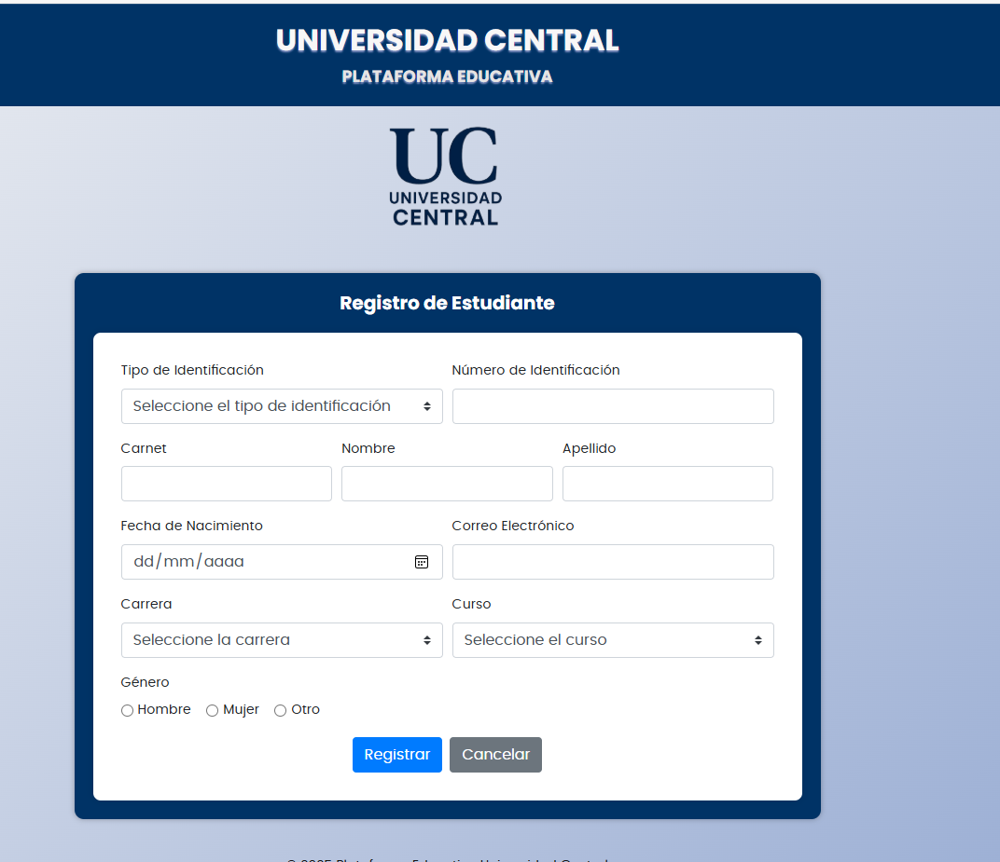 UNIVERSIDAD CENTRAL
PLATAFORMA EDUCATIVA
UC
UNIVERSIDAD
CENTRAL
Registro de Estudiante
Tipo de Identificación Número de Identificación
Seleccione el tipo de identificación
Carnet Nombre Apellido
Fecha de Nacimiento Correo Electrónico
dd/mm/aaaa
Carrera Curso
Seleccione la carrera Seleccione el curso
Género
Hombre Mujer Otro
Registrar Cancelar